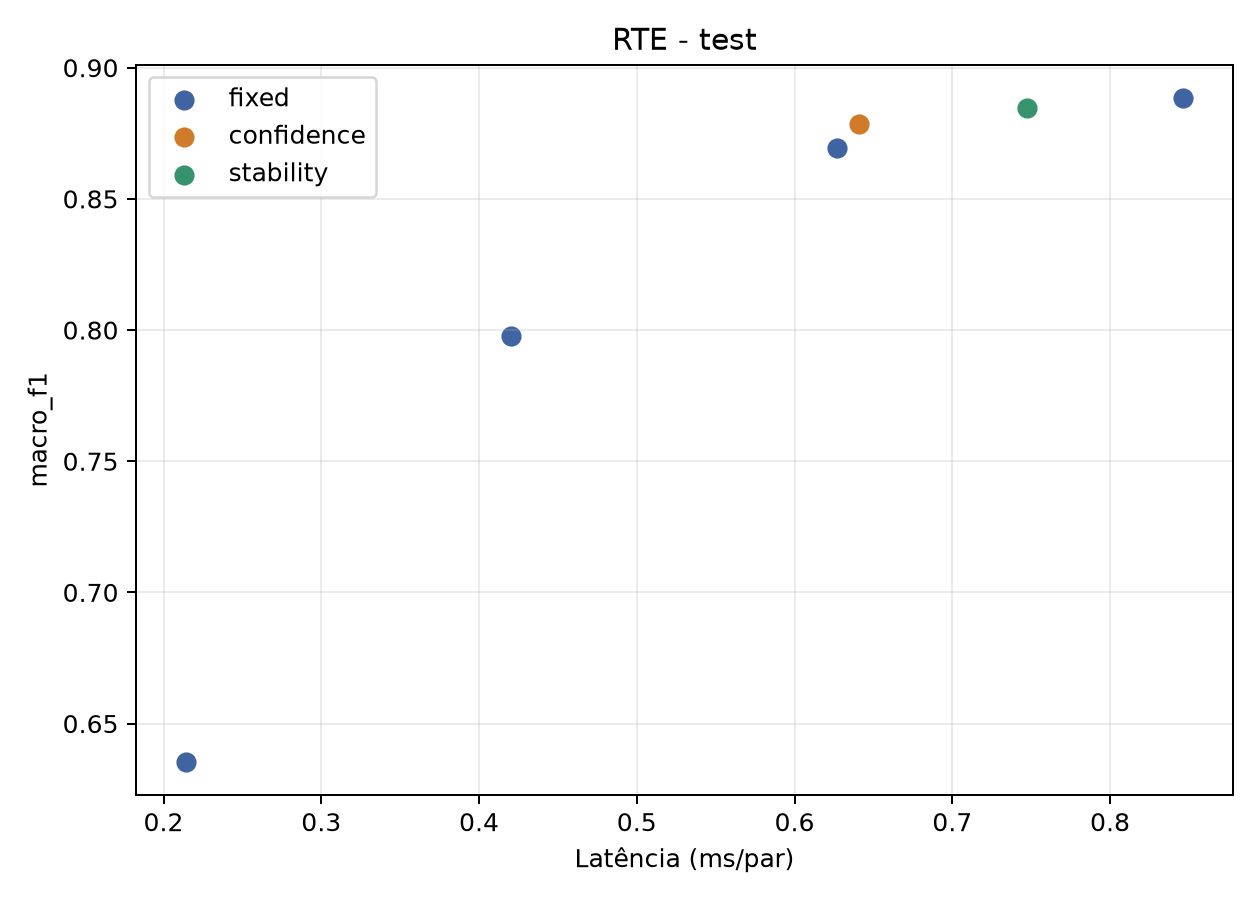 RTE - test
fixed
confidence
stability
macro_f1
0.90
0.85
0.80
0.75
0.70
0.65
0.2 0.3 0.4 0.5 0.6 0.7 0.8
Latência (ms/par)